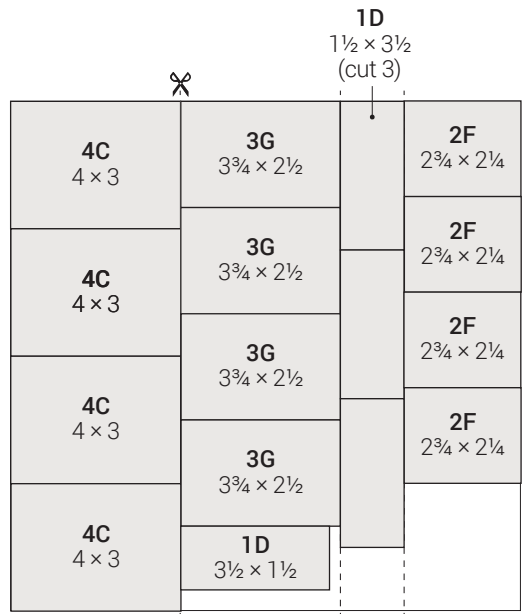 1D
1½ × 3½
(cut 3)
4C
4 × 3
4C
4 × 3
4C
4 × 3
4C
4 × 3
3G
3¾ × 2½
3G
3¾ × 2½
3G
3¾ × 2½
3G
3¾ × 2½
1D
3½ × 1½
2F
2¾ × 2¼
2F
2¾ × 2¼
2F
2¾ × 2¼
2F
2¾ × 2¼